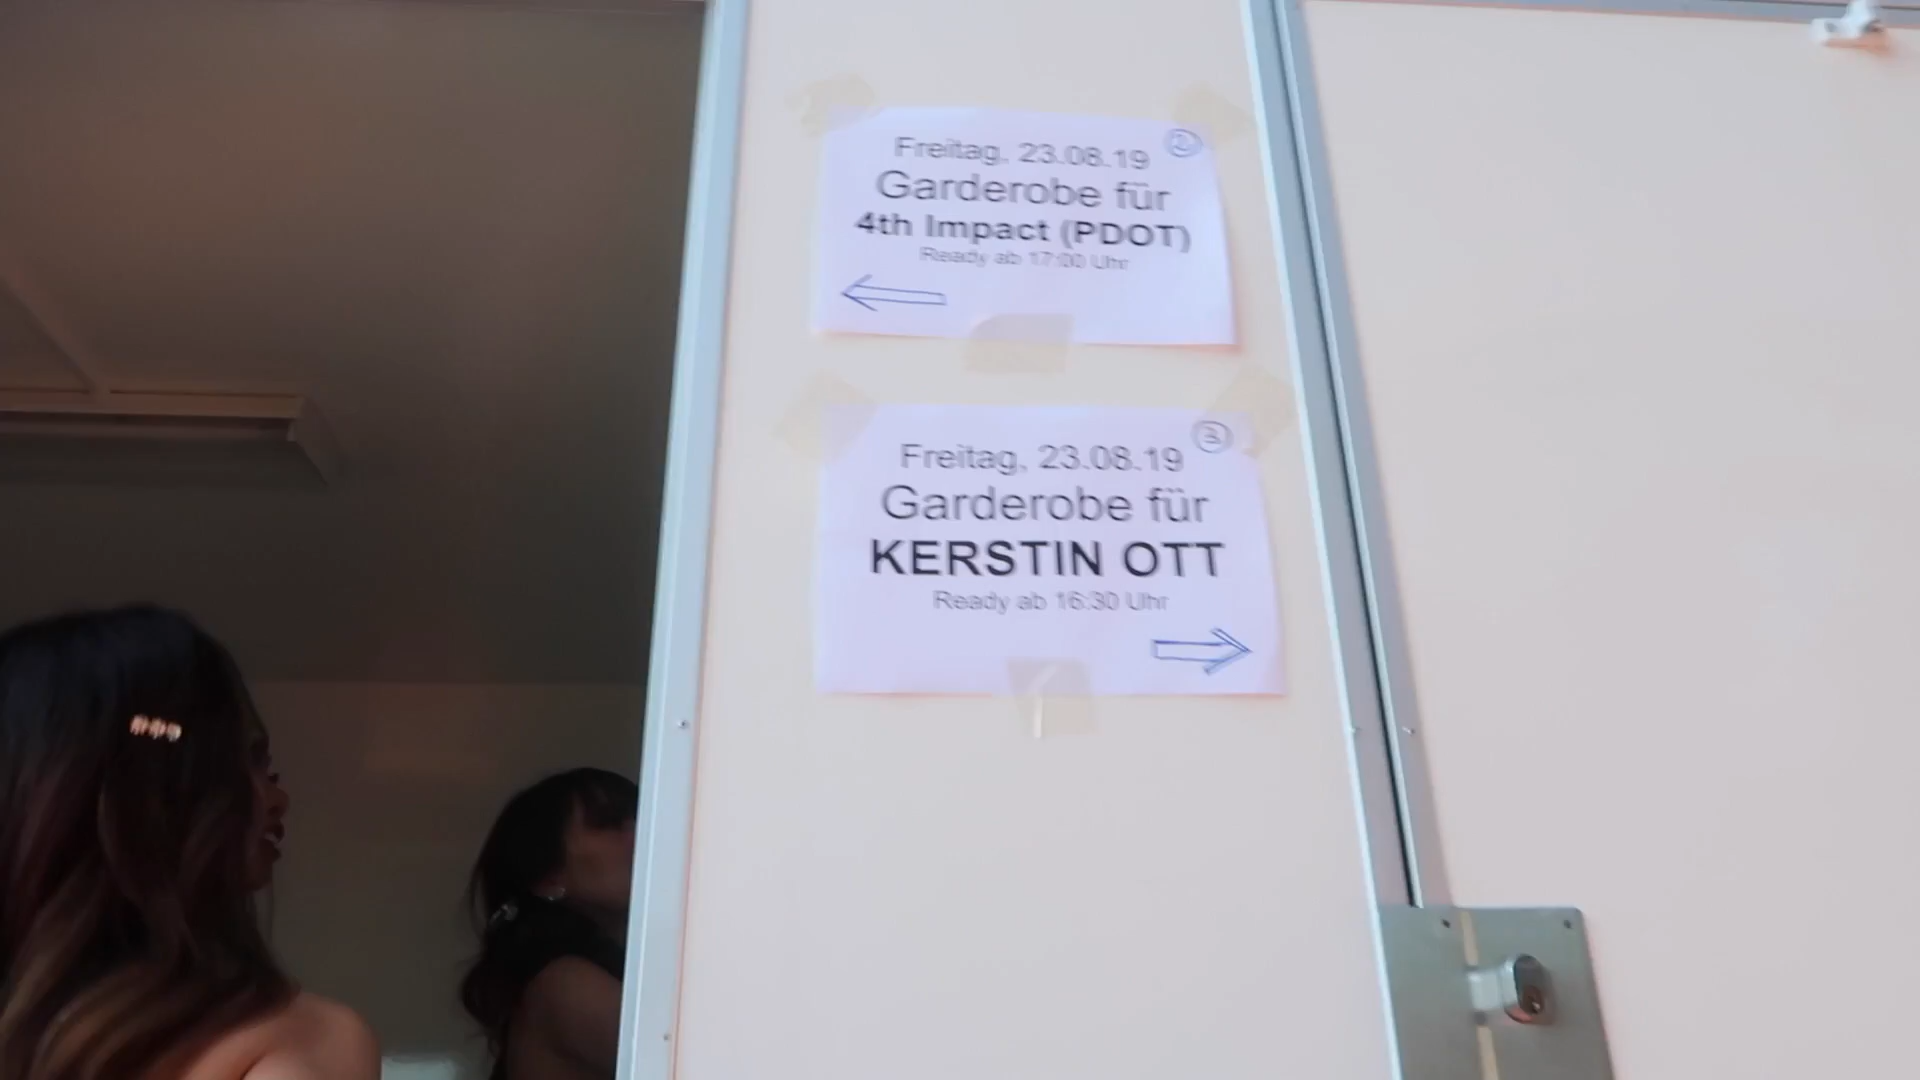 Freitag, 23.08.19
Garderobe für
4th Impact (PDOT)
Ready ab 17:00 Uhr
Freitag, 23.08.19
3
Garderobe für
KERSTIN OTT
Ready ab 16:30 Uhr